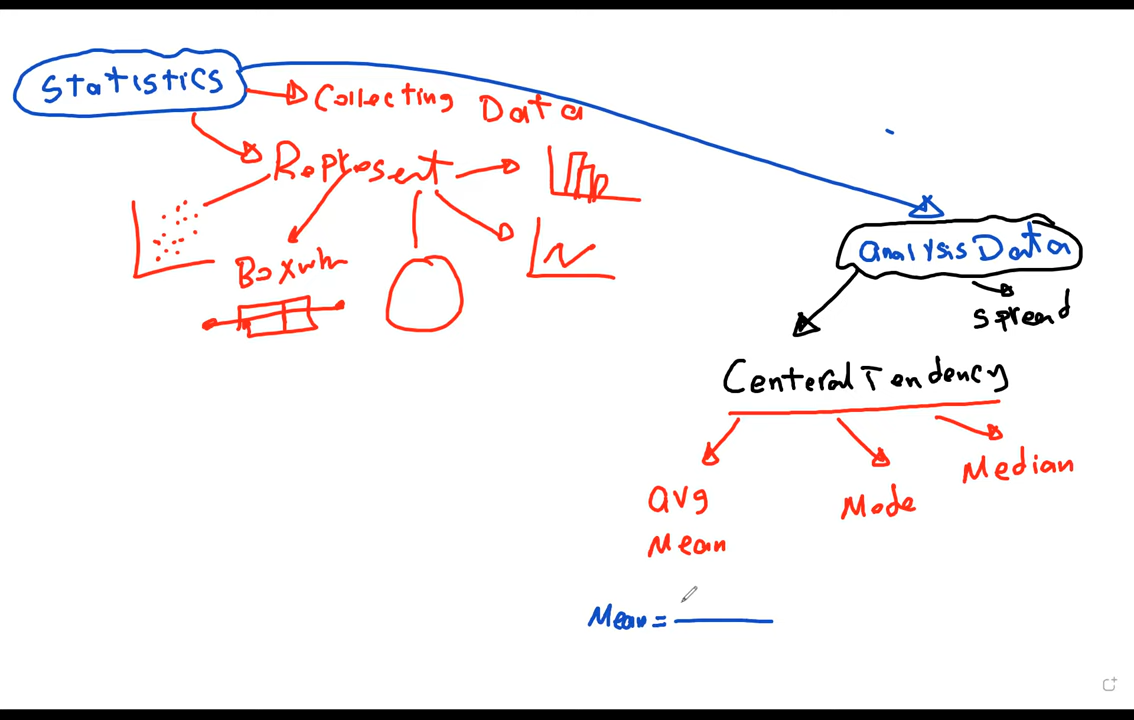 Statistics
Collecting Data
Represent
Boxwh
analysis Data
Spread
Centeral Tendency
avg
Mean
Mode
Median
Mean =